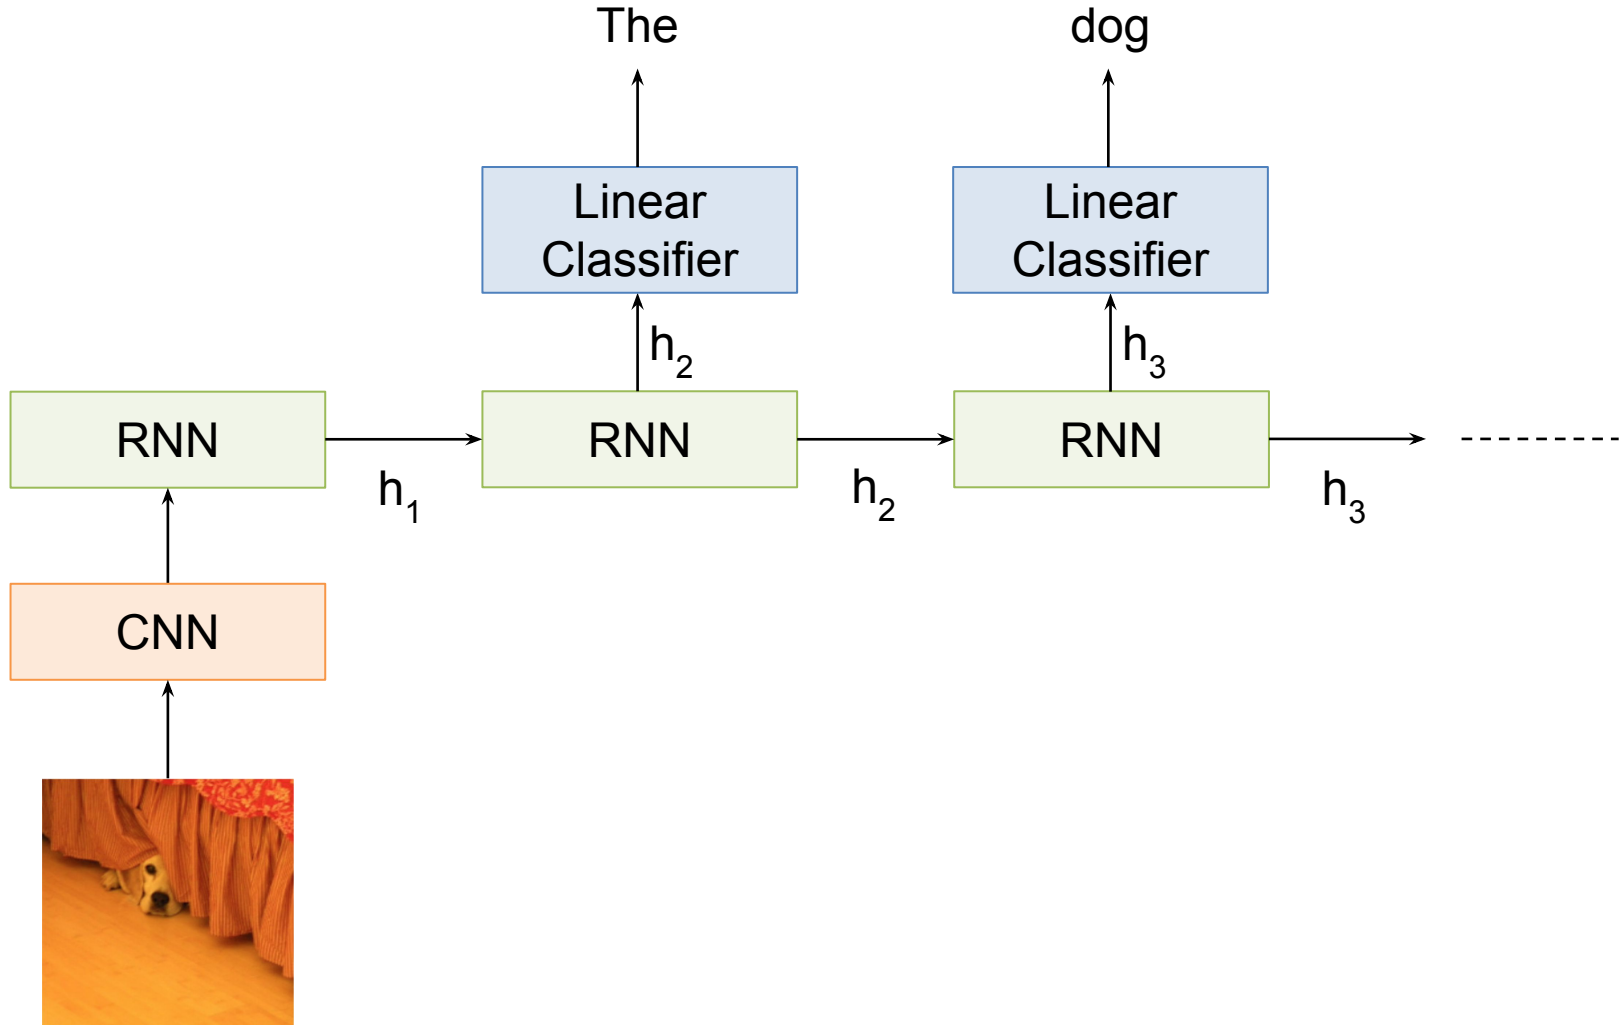 The
dog
Linear
Classifier
Linear
Classifier
h2
h3
RNN
RNN
RNN
h1
h2
h3
CNN